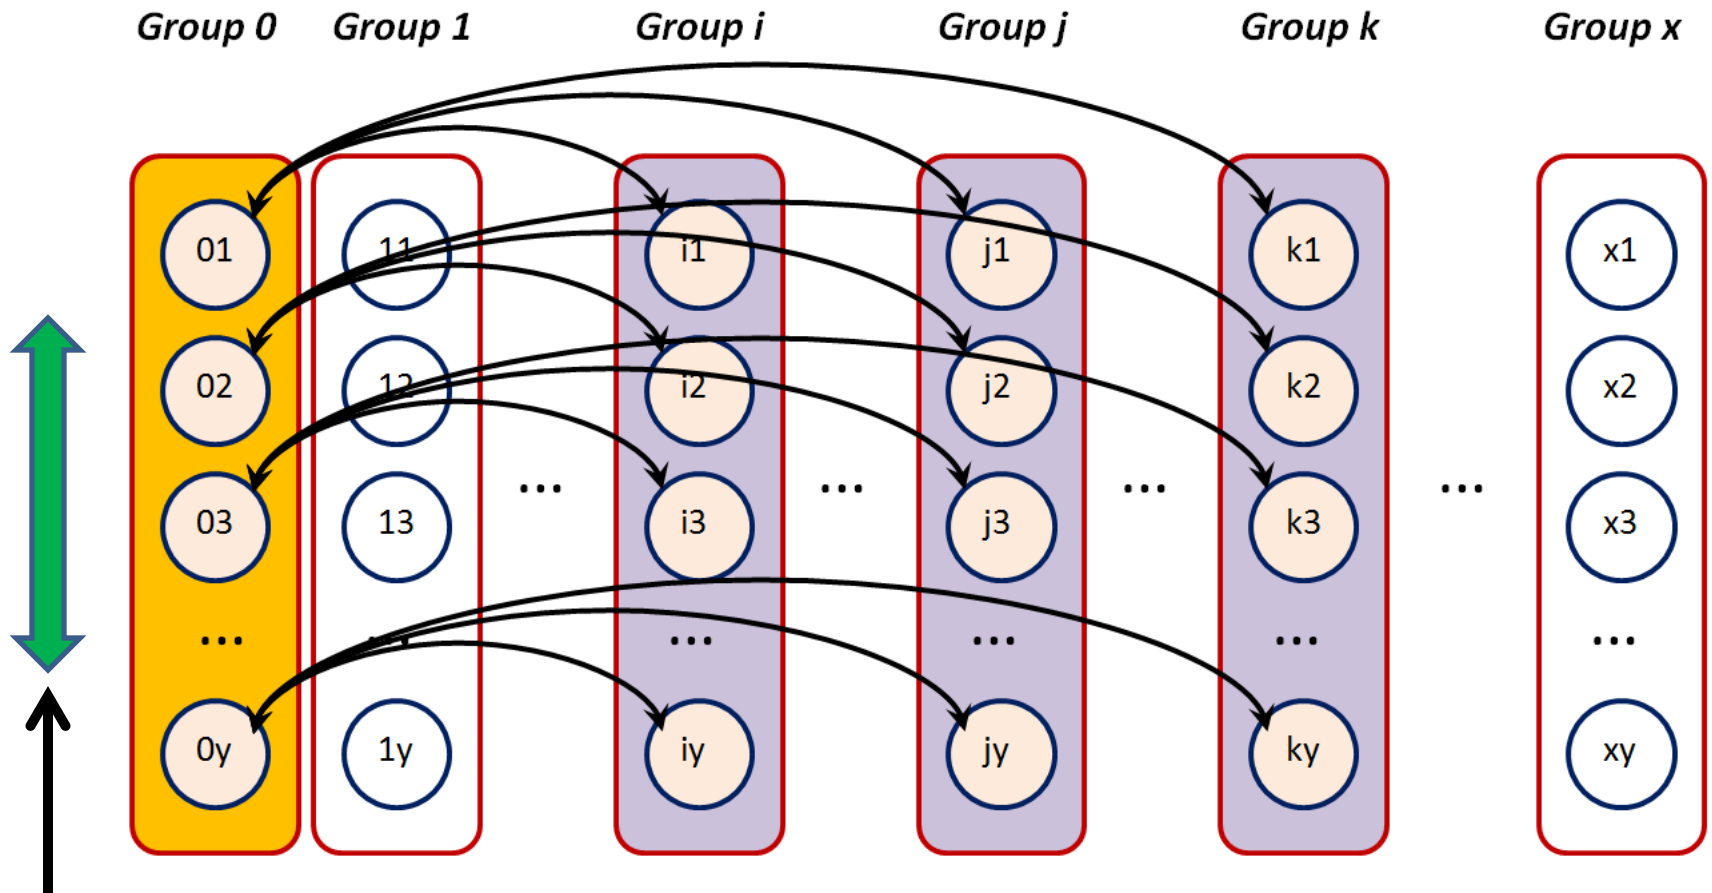 Group 0 Group 1 Group i Group j Group k Group x
01 11 i1 j1 k1 x1
02 12 i2 j2 k2 x2
03 13 i3 j3 k3 x3
... ... ... ...
... ... ... ... ... ...
0y 1y iy jy ky xy